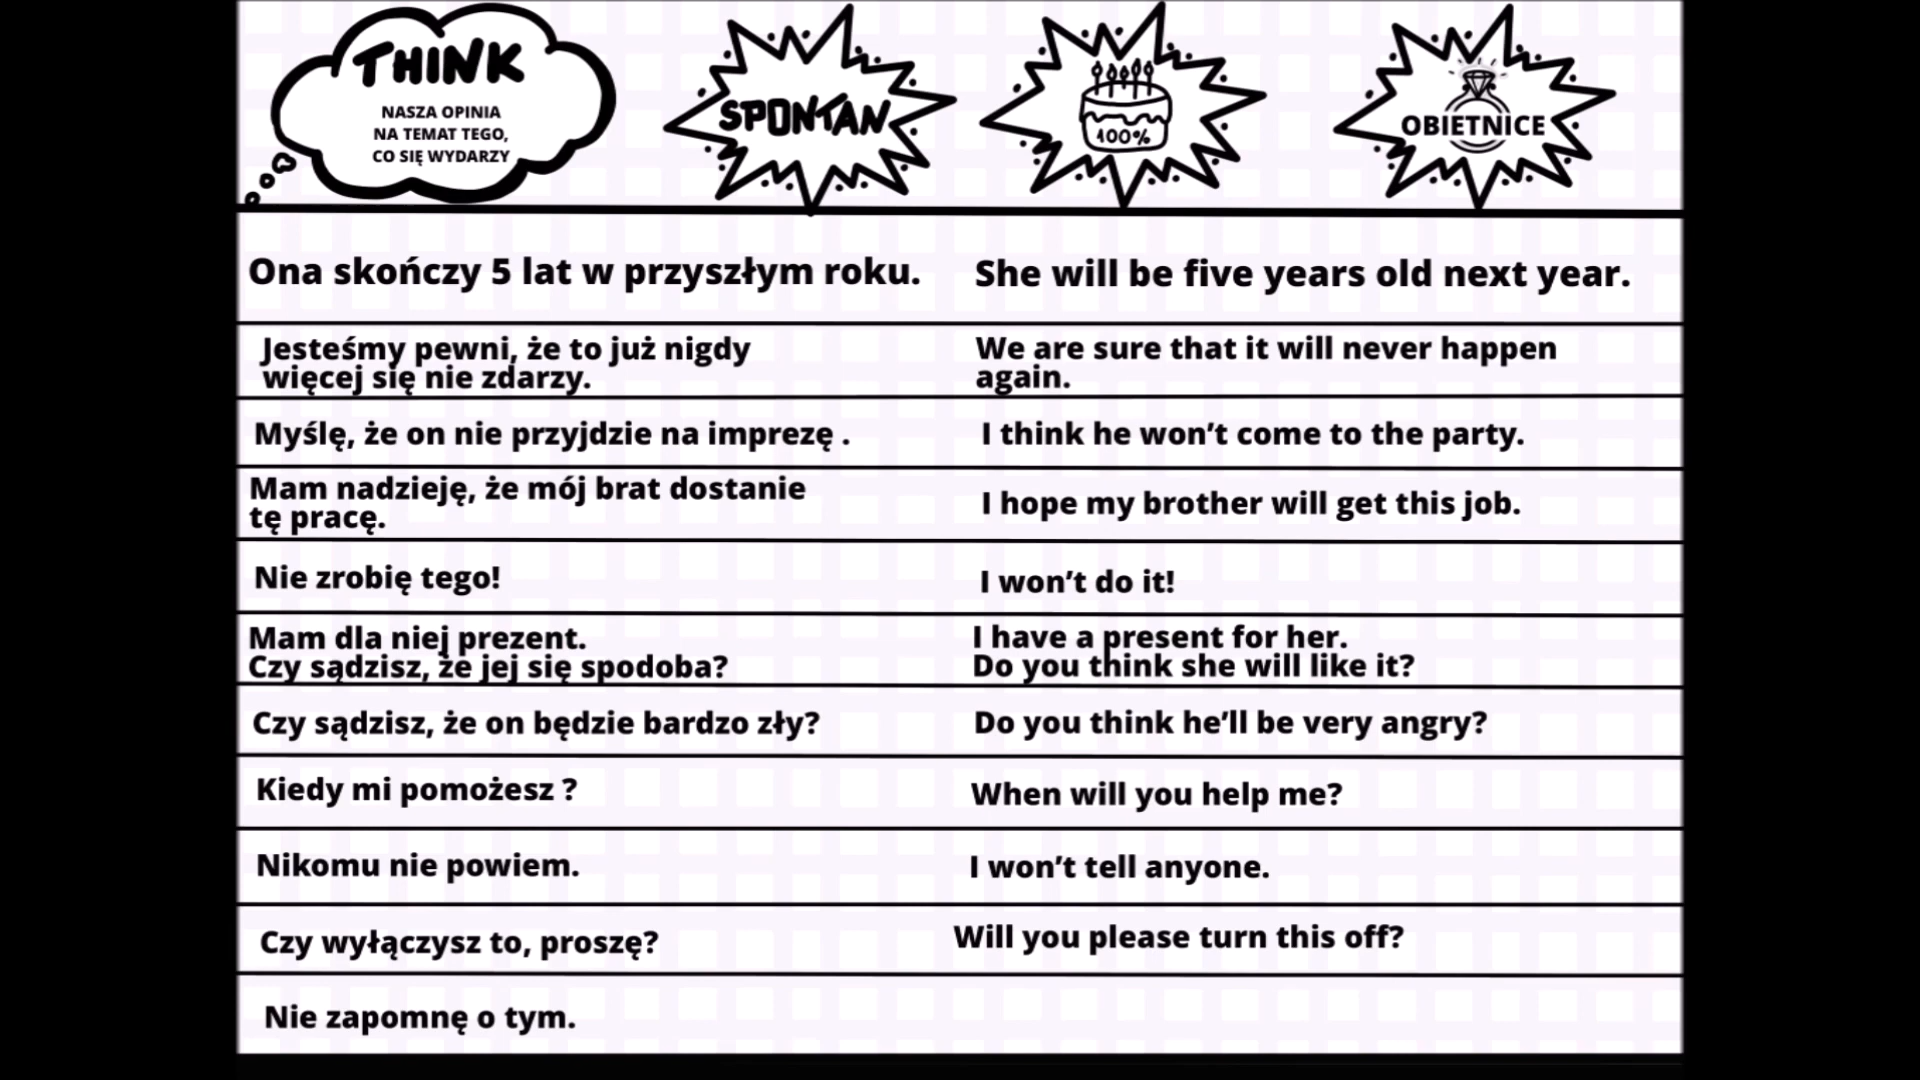 THINK
NASZA OPINIA
NA TEMAT TEGO,
CO SIĘ WYDARZY
SPONTAN
100%
OBIETNICE
Ona skończy 5 lat w przyszłym roku.
She will be five years old next year.
Jesteśmy pewni, że to już nigdy
więcej się nie zdarzy.
We are sure that it will never happen
again.
Myślę, że on nie przyjdzie na imprezę .
I think he won’t come to the party.
Mam nadzieję, że mój brat dostanie
tę pracę.
I hope my brother will get this job.
Nie zrobię tego!
I won’t do it!
Mam dla niej prezent.
Czy sądzisz, że jej się spodoba?
I have a present for her.
Do you think she will like it?
Czy sądzisz, że on będzie bardzo zły?
Do you think he’ll be very angry?
Kiedy mi pomożesz ?
When will you help me?
Nikomu nie powiem.
I won’t tell anyone.
Czy wyłączysz to, proszę?
Will you please turn this off?
Nie zapomnę o tym.